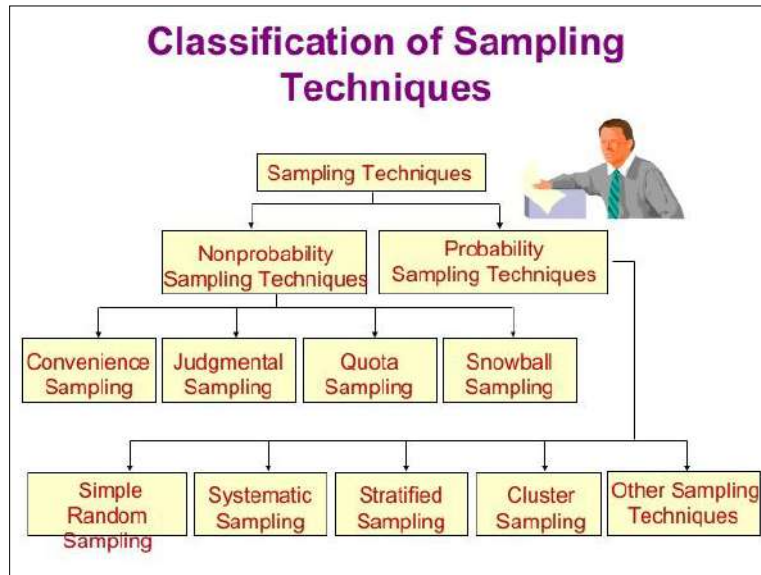 Classification of Sampling
Techniques
Sampling Techniques
Nonprobability
Sampling Techniques
Probability
Sampling Techniques
Convenience
Sampling
Judgmental
Sampling
Quota
Sampling
Snowball
Sampling
Simple
Random
Sampling
Systematic
Sampling
Stratified
Sampling
Cluster
Sampling
Other Sampling
Techniques